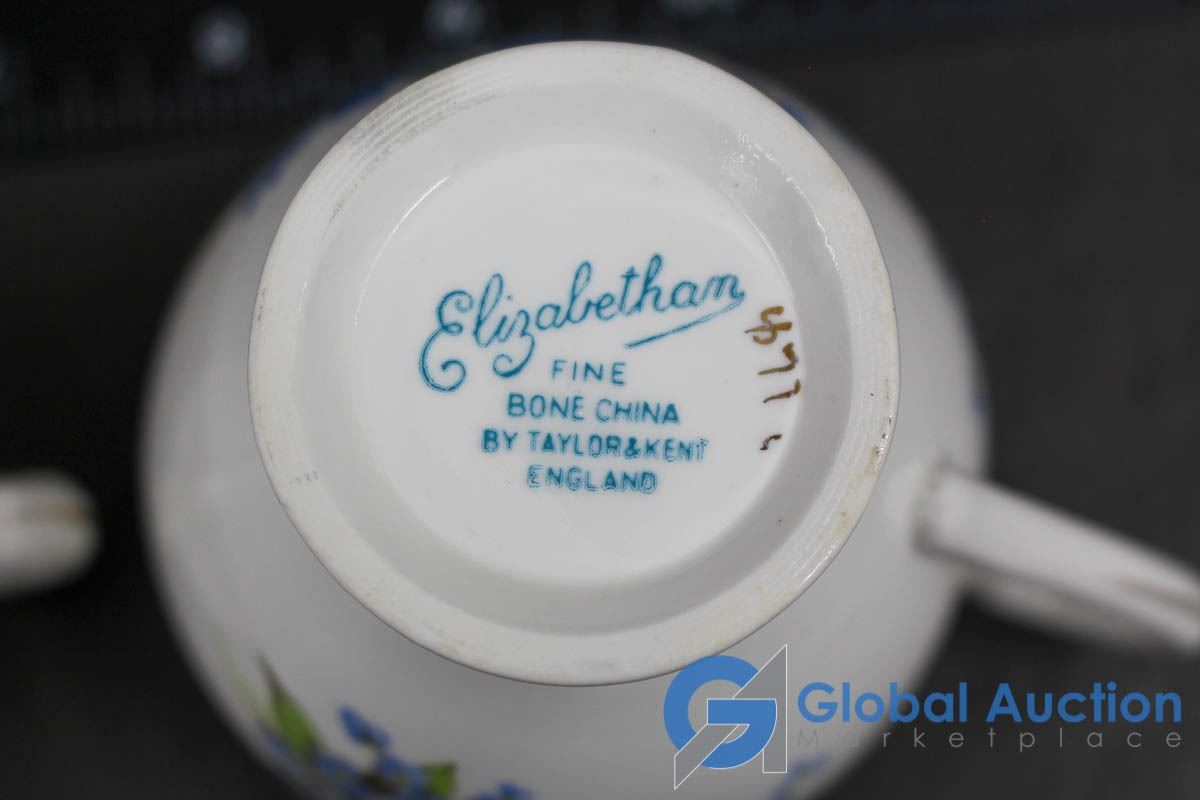 Elizabethan
FINE
BONE CHINA
BY TAYLOR&KENT
ENGLAND
Global Auction
Marketplace